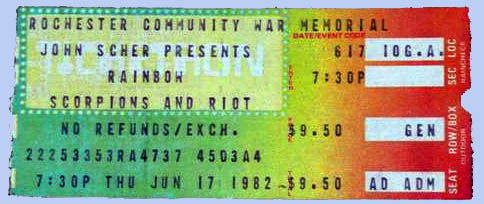 ROCHESTER COMMUNITY WAR MEMORIAL
DATE/EVENT CODE
JOHN SCHER PRESENTS 617 10G.A.
RAINBOW 7:30P
SCORPIONS AND RIOT
NO REFUNDS/EXCH. $9.50 GEN
22253353RA4737 4503A4
7:30P THU JUN 17 1982 $9.50 AD ADM
SEC LOC
RAINCHECK
SEAT ROW/BOX
OUTDOOR